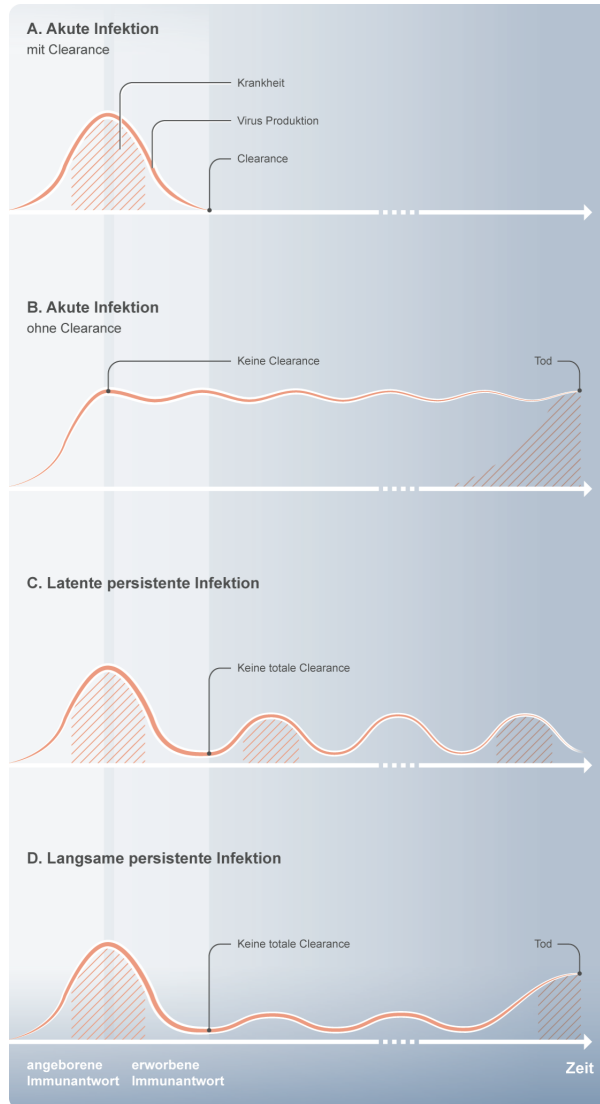 A. Akute Infektion
mit Clearance
Krankheit
Virus Produktion
Clearance
B. Akute Infektion
ohne Clearance
Keine Clearance
Tod
C. Latente persistente Infektion
Keine totale Clearance
D. Langsame persistente Infektion
Keine totale Clearance
Tod
angeborene
Immunantwort
erworbene
Immunantwort
Zeit